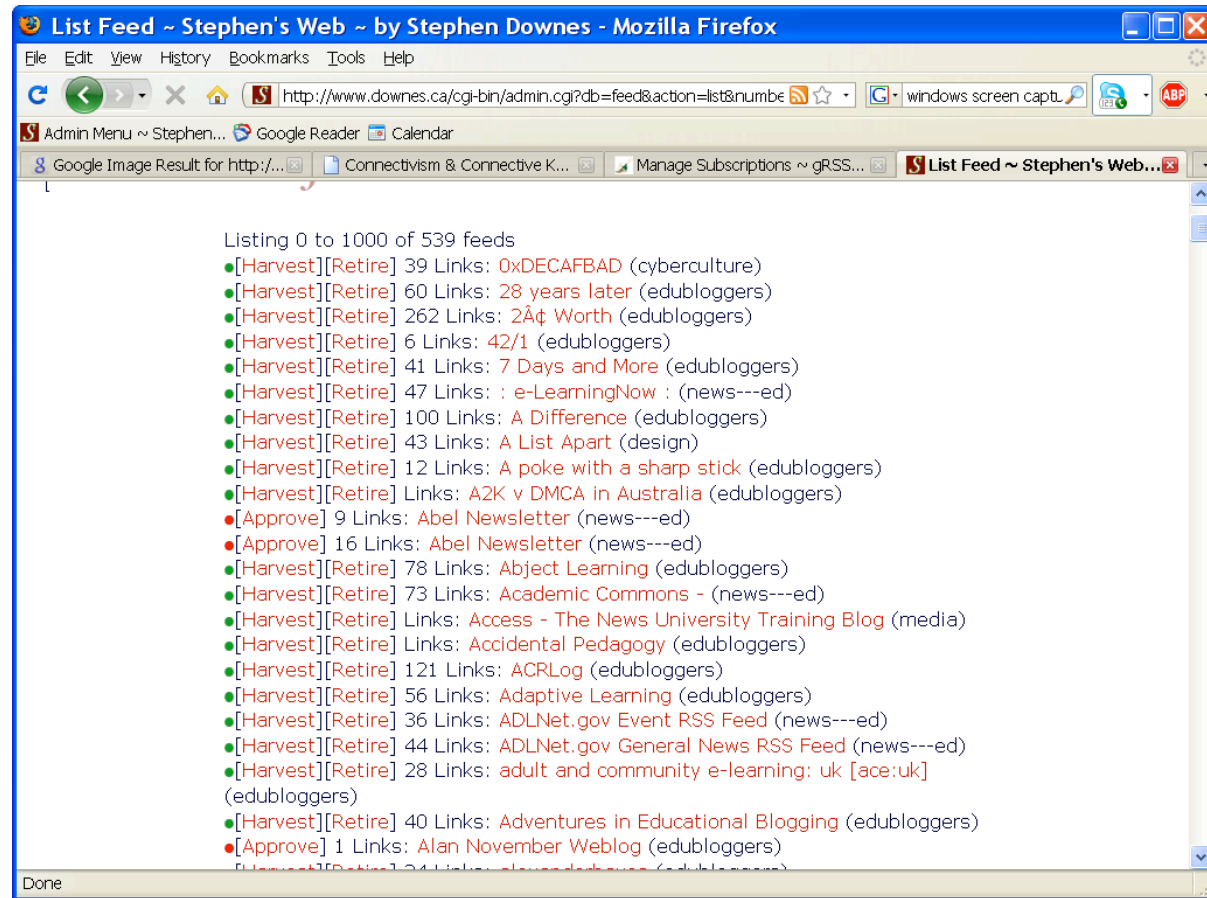 List Feed ~ Stephen's Web ~ by Stephen Downes - Mozilla Firefox
File Edit View History Bookmarks Tools Help
http://www.downes.ca/cgi-bin/admin.cgi?db=feed&action=list&numbe G windows screen captu ABP
Admin Menu ~ Stephen... Google Reader Calendar
Google Image Result for http:/... Connectivism & Connective K... Manage Subscriptions ~ gRSS... List Feed ~ Stephen's Web...
Listing 0 to 1000 of 539 feeds
[Harvest][Retire] 39 Links: 0xDECAFBAD (cyberculture)
[Harvest][Retire] 60 Links: 28 years later (edubloggers)
[Harvest][Retire] 262 Links: 2Â¢ Worth (edubloggers)
[Harvest][Retire] 6 Links: 42/1 (edubloggers)
[Harvest][Retire] 41 Links: 7 Days and More (edubloggers)
[Harvest][Retire] 47 Links: : e-LearningNow : (news---ed)
[Harvest][Retire] 100 Links: A Difference (edubloggers)
[Harvest][Retire] 43 Links: A List Apart (design)
[Harvest][Retire] 12 Links: A poke with a sharp stick (edubloggers)
[Harvest][Retire] Links: A2K v DMCA in Australia (edubloggers)
[Approve] 9 Links: Abel Newsletter (news---ed)
[Approve] 16 Links: Abel Newsletter (news---ed)
[Harvest][Retire] 78 Links: Abject Learning (edubloggers)
[Harvest][Retire] 73 Links: Academic Commons - (news---ed)
[Harvest][Retire] Links: Access - The News University Training Blog (media)
[Harvest][Retire] Links: Accidental Pedagogy (edubloggers)
[Harvest][Retire] 121 Links: ACRLog (edubloggers)
[Harvest][Retire] 56 Links: Adaptive Learning (edubloggers)
[Harvest][Retire] 36 Links: ADLNet.gov Event RSS Feed (news---ed)
[Harvest][Retire] 44 Links: ADLNet.gov General News RSS Feed (news---ed)
[Harvest][Retire] 28 Links: adult and community e-learning: uk [ace:uk]
(edubloggers)
[Harvest][Retire] 40 Links: Adventures in Educational Blogging (edubloggers)
[Approve] 1 Links: Alan November Weblog (edubloggers)
Done